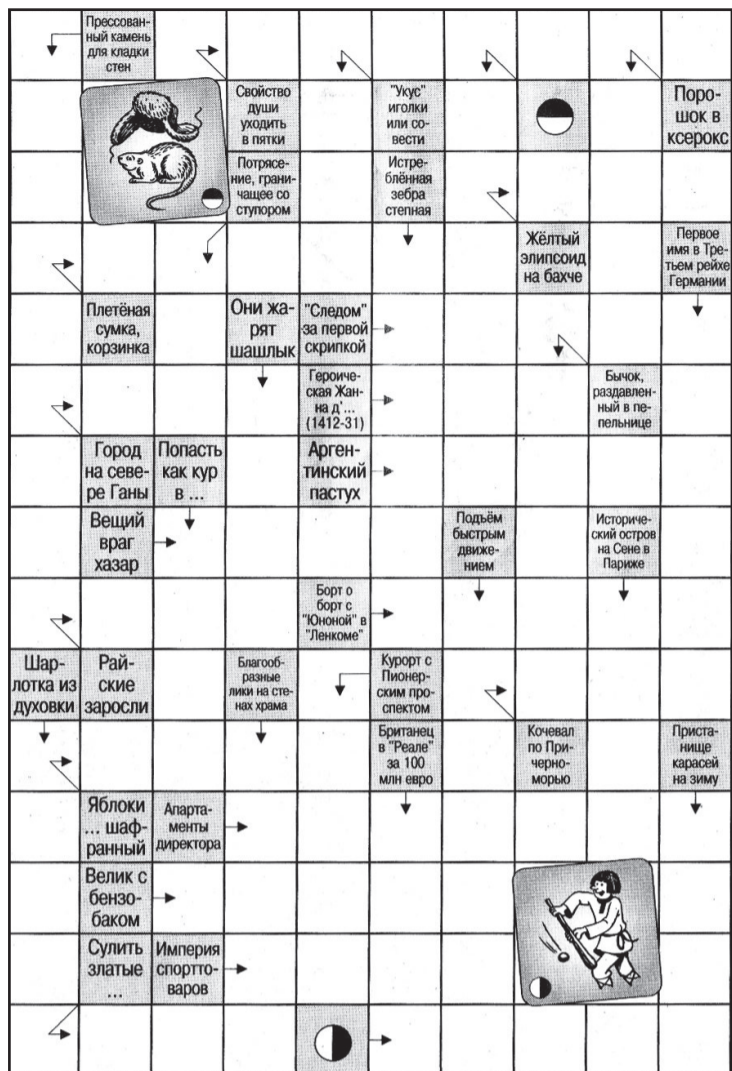 Прессован-
ный камень
для кладки
стен
Свойство
души
уходить
в пятки
"Укус"
иголки
или со-
вести
Поро-
шок в
ксерокс
Потрясе-
ние, грани-
чащее со
ступором
Истреб-
лённая
зебра
степная
Жёлтый
элипсоид
на бахче
Первое
имя в Тре-
тьем рейхе
Германии
Плетёная
сумка,
корзинка
Они жа-
рят
шашлык
"Следом"
за первой
скрипкой
Героиче-
ская Жан-
на д'...
(1412-31)
Бычок,
раздавлен-
ный в пе-
пельнице
Город
на севе-
ре Ганы
Попасть
как кур
в ...
Арген-
тинский
пастух
Вещий
враг
хазар
Подъём
быстрым
движе-
нием
Историче-
ский остров
на Сене в
Париже
Борт о
борт с
"Юноной" в
"Ленкоме"
Шар-
лотка из
духовки
Рай-
ские
заросли
Благооб-
разные
лики на сте-
нах храма
Курорт с
Пионер-
ским про-
спектом
Британец
в "Реале"
за 100
млн евро
Кочевал
по При-
черно-
морью
Приста-
нище
карасей
на зиму
Яблоки
... шаф-
ранный
Апарта-
менты
директора
Велик с
бензо-
баком
Сулить
златые
...
Империя
спортто-
варов